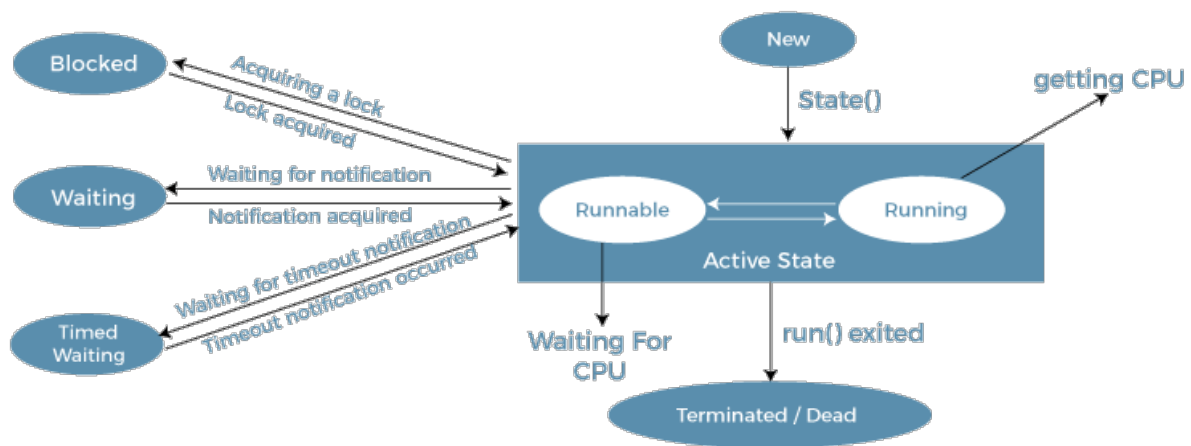 New
Blocked
Acquiring a lock
Lock acquired
State()
getting CPU
Waiting for notification
Waiting
Notification acquired
Runnable
Running
Active State
Waiting for timeout notification
Timeout notification occurred
Timed
Waiting
Waiting For
CPU
run() exited
Terminated / Dead